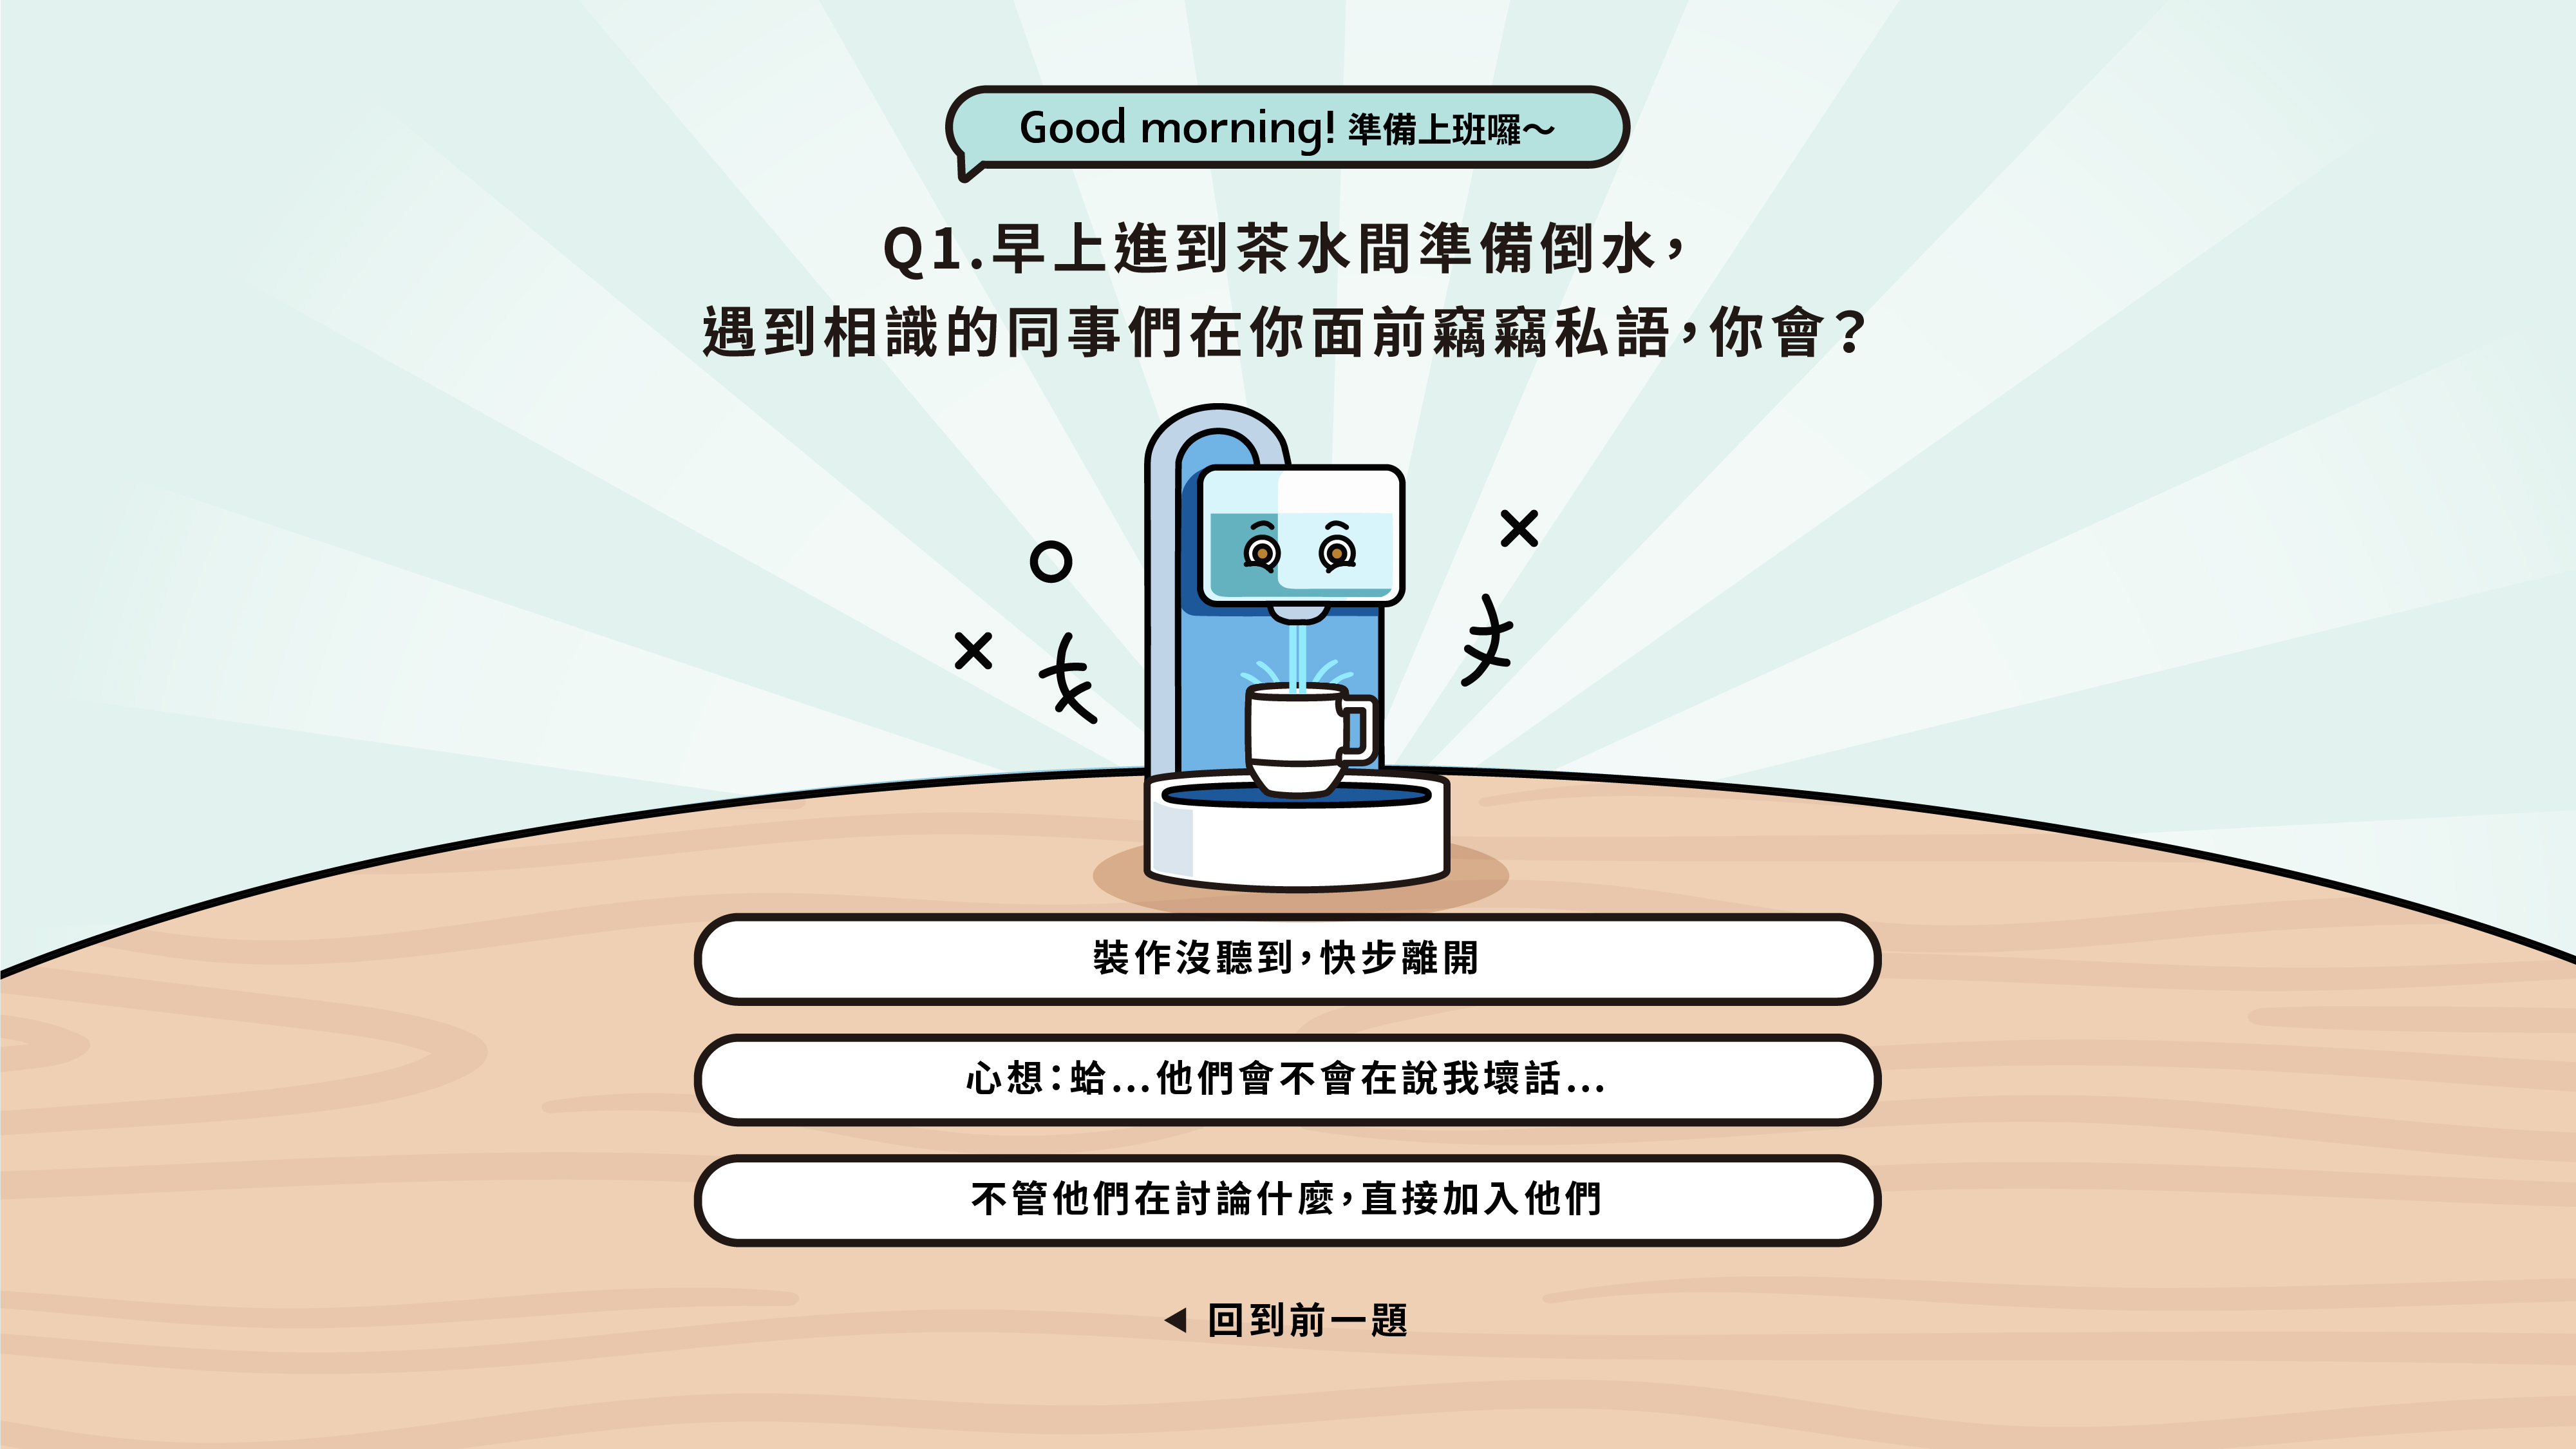 Good morning! 準備上班囉～
Q1.早上進到茶水間準備倒水，
遇到相識的同事們在你面前竊竊私語，你會？
裝作沒聽到，快步離開
心想：蛤...他們會不會在說我壞話...
不管他們在討論什麼，直接加入他們
◀ 回到前一題